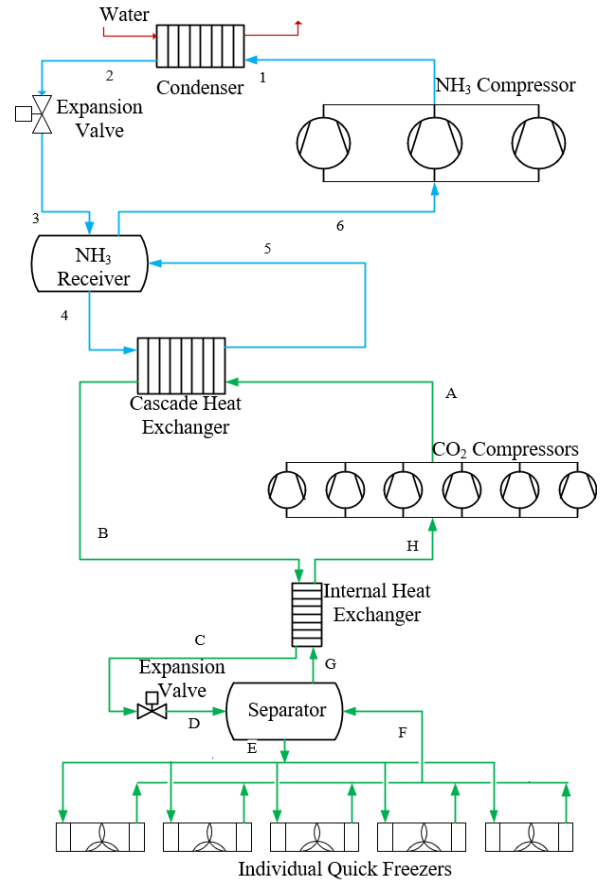 Water
2
1
Condenser
NH₃ Compressor
Expansion
Valve
3
6
NH₃
Receiver
5
4
Cascade Heat
Exchanger
A
CO₂ Compressors
B
H
Internal Heat
Exchanger
C
G
Expansion
Valve
D
Separator
F
E
Individual Quick Freezers